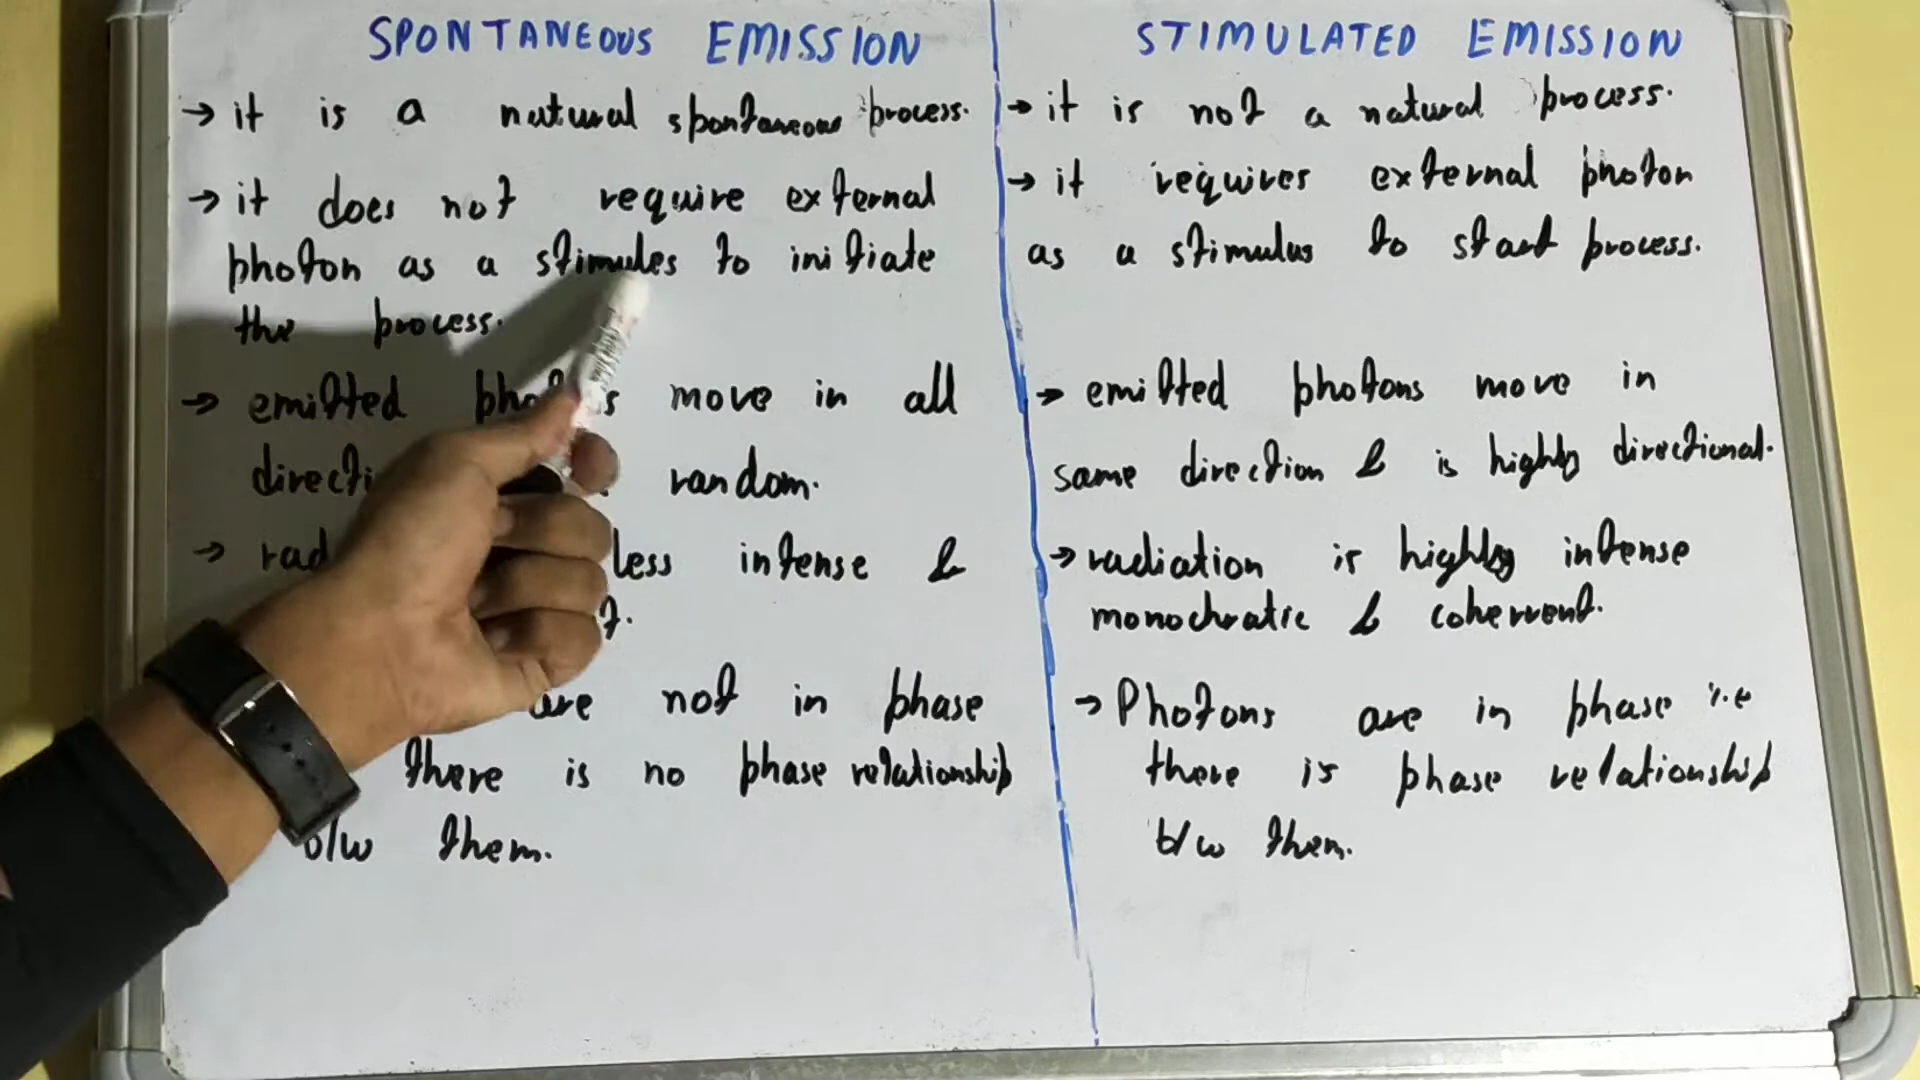 SPONTANEOUS EMISSION
→ it is a natural spontaneous process.
→ it does not require external
photon as a stimules to initiate
the process.
→ emitted move in all
random.
→ less intense &
are not in phase
there is no phase relationship
b/w them.
STIMULATED EMISSION
→ it is not a natural process.
→ it requires external photon
as a stimulus to start process.
→ emitted photons move in
same direction & is highly directional.
→ radiation is highly intense
monochratic & coherrent.
→ Photons are in phase i.e
there is phase relationship
b/w them.